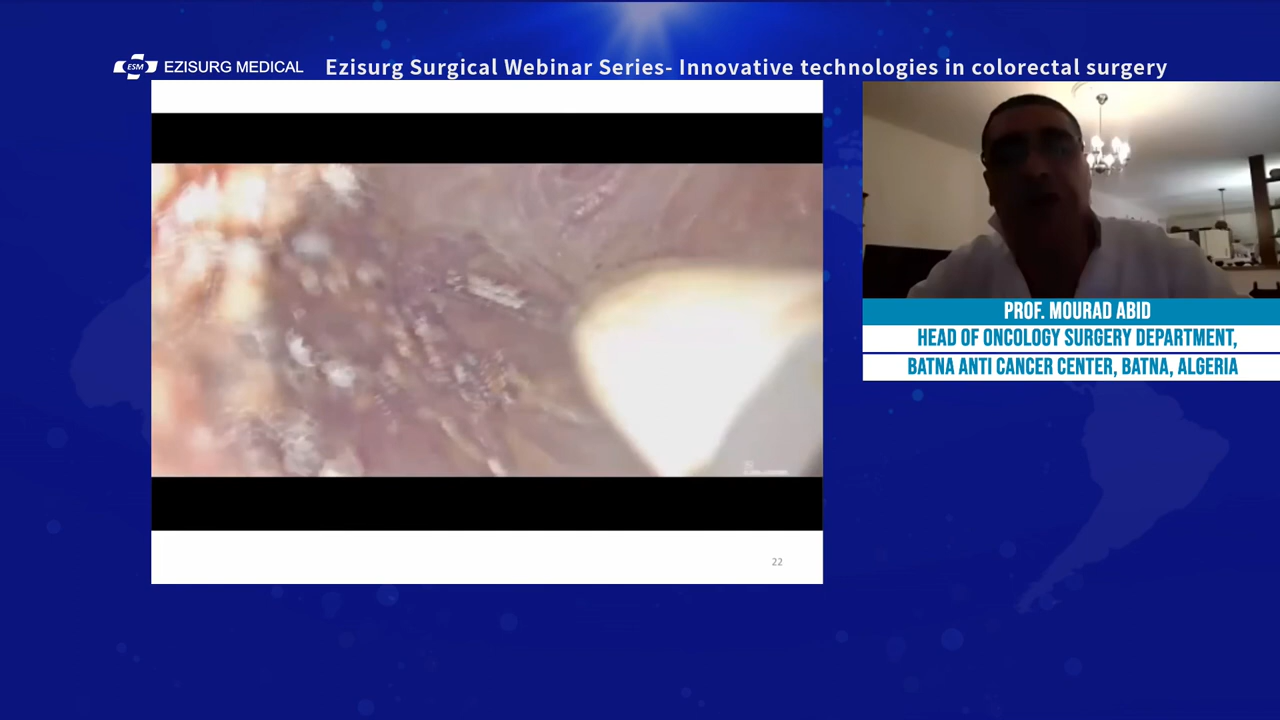 ESM
EZISURG MEDICAL
Ezisurg Surgical Webinar Series- Innovative technologies in colorectal surgery
PROF. MOURAD ABID
HEAD OF ONCOLOGY SURGERY DEPARTMENT,
BATNA ANTI CANCER CENTER, BATNA, ALGERIA
22